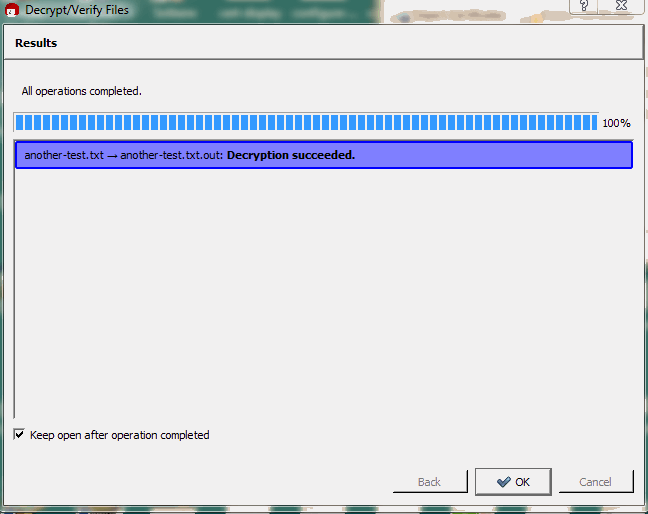 Decrypt/Verify Files
Results
All operations completed.
100%
another-test.txt → another-test.txt.out: Decryption succeeded.
Keep open after operation completed
Back
OK
Cancel